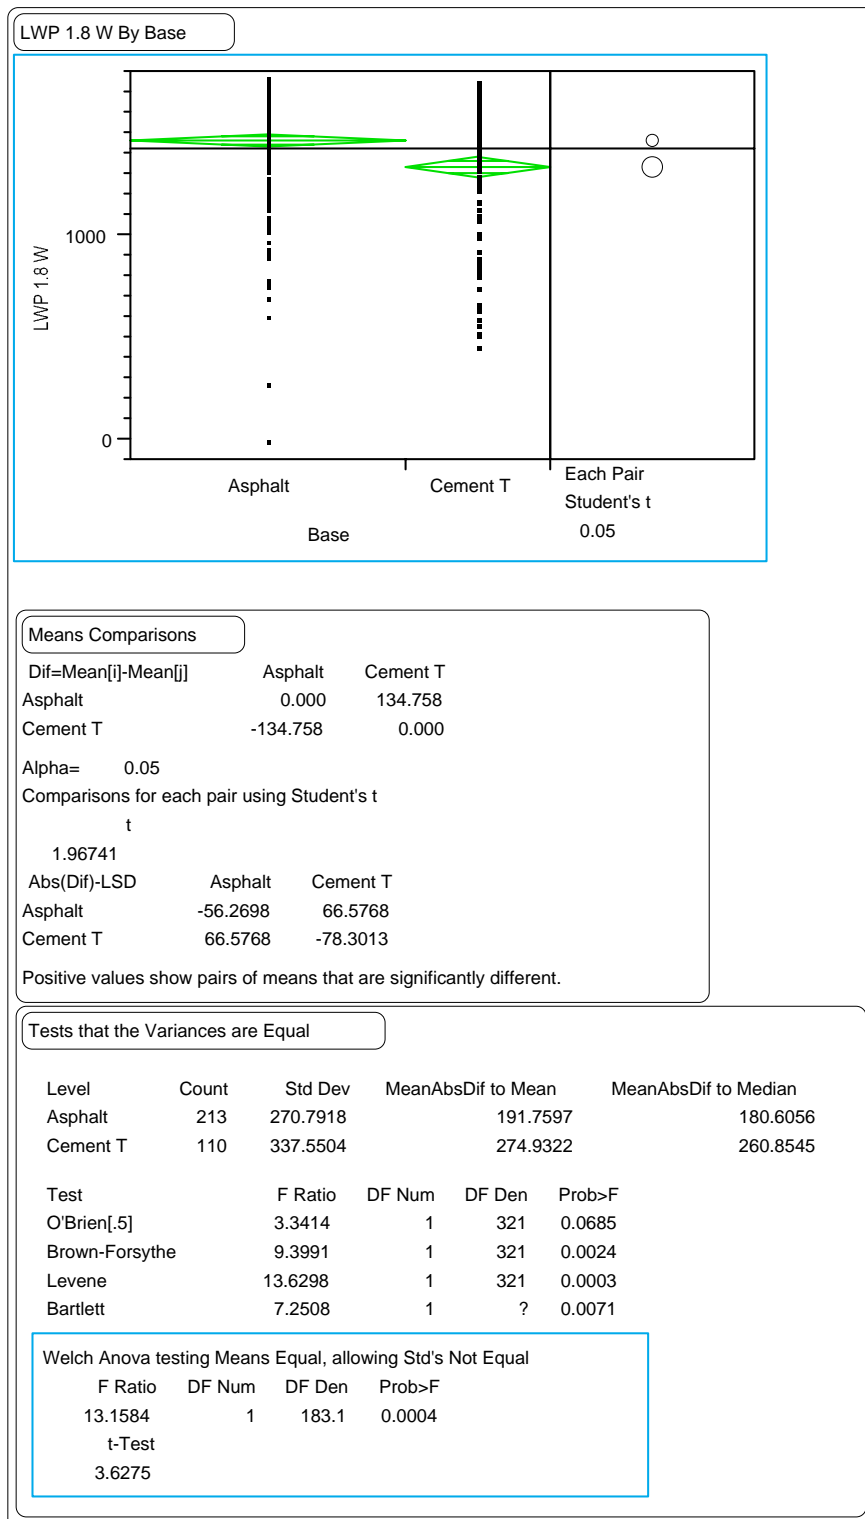 LWP 1.8 W By Base
LWP 1.8 W
1000
0
Asphalt Cement T
Base
Each Pair
Student's t
0.05
Means Comparisons
Dif=Mean[i]-Mean[j] Asphalt Cement T
Asphalt 0.000 134.758
Cement T -134.758 0.000
Alpha= 0.05
Comparisons for each pair using Student's t
t
1.96741
Abs(Dif)-LSD Asphalt Cement T
Asphalt -56.2698 66.5768
Cement T 66.5768 -78.3013
Positive values show pairs of means that are significantly different.
Tests that the Variances are Equal
Level Count Std Dev MeanAbsDif to Mean MeanAbsDif to Median
Asphalt 213 270.7918 191.7597 180.6056
Cement T 110 337.5504 274.9322 260.8545
Test F Ratio DF Num DF Den Prob>F
O'Brien[.5] 3.3414 1 321 0.0685
Brown-Forsythe 9.3991 1 321 0.0024
Levene 13.6298 1 321 0.0003
Bartlett 7.2508 1 ? 0.0071
Welch Anova testing Means Equal, allowing Std's Not Equal
F Ratio DF Num DF Den Prob>F
13.1584 1 183.1 0.0004
t-Test
3.6275